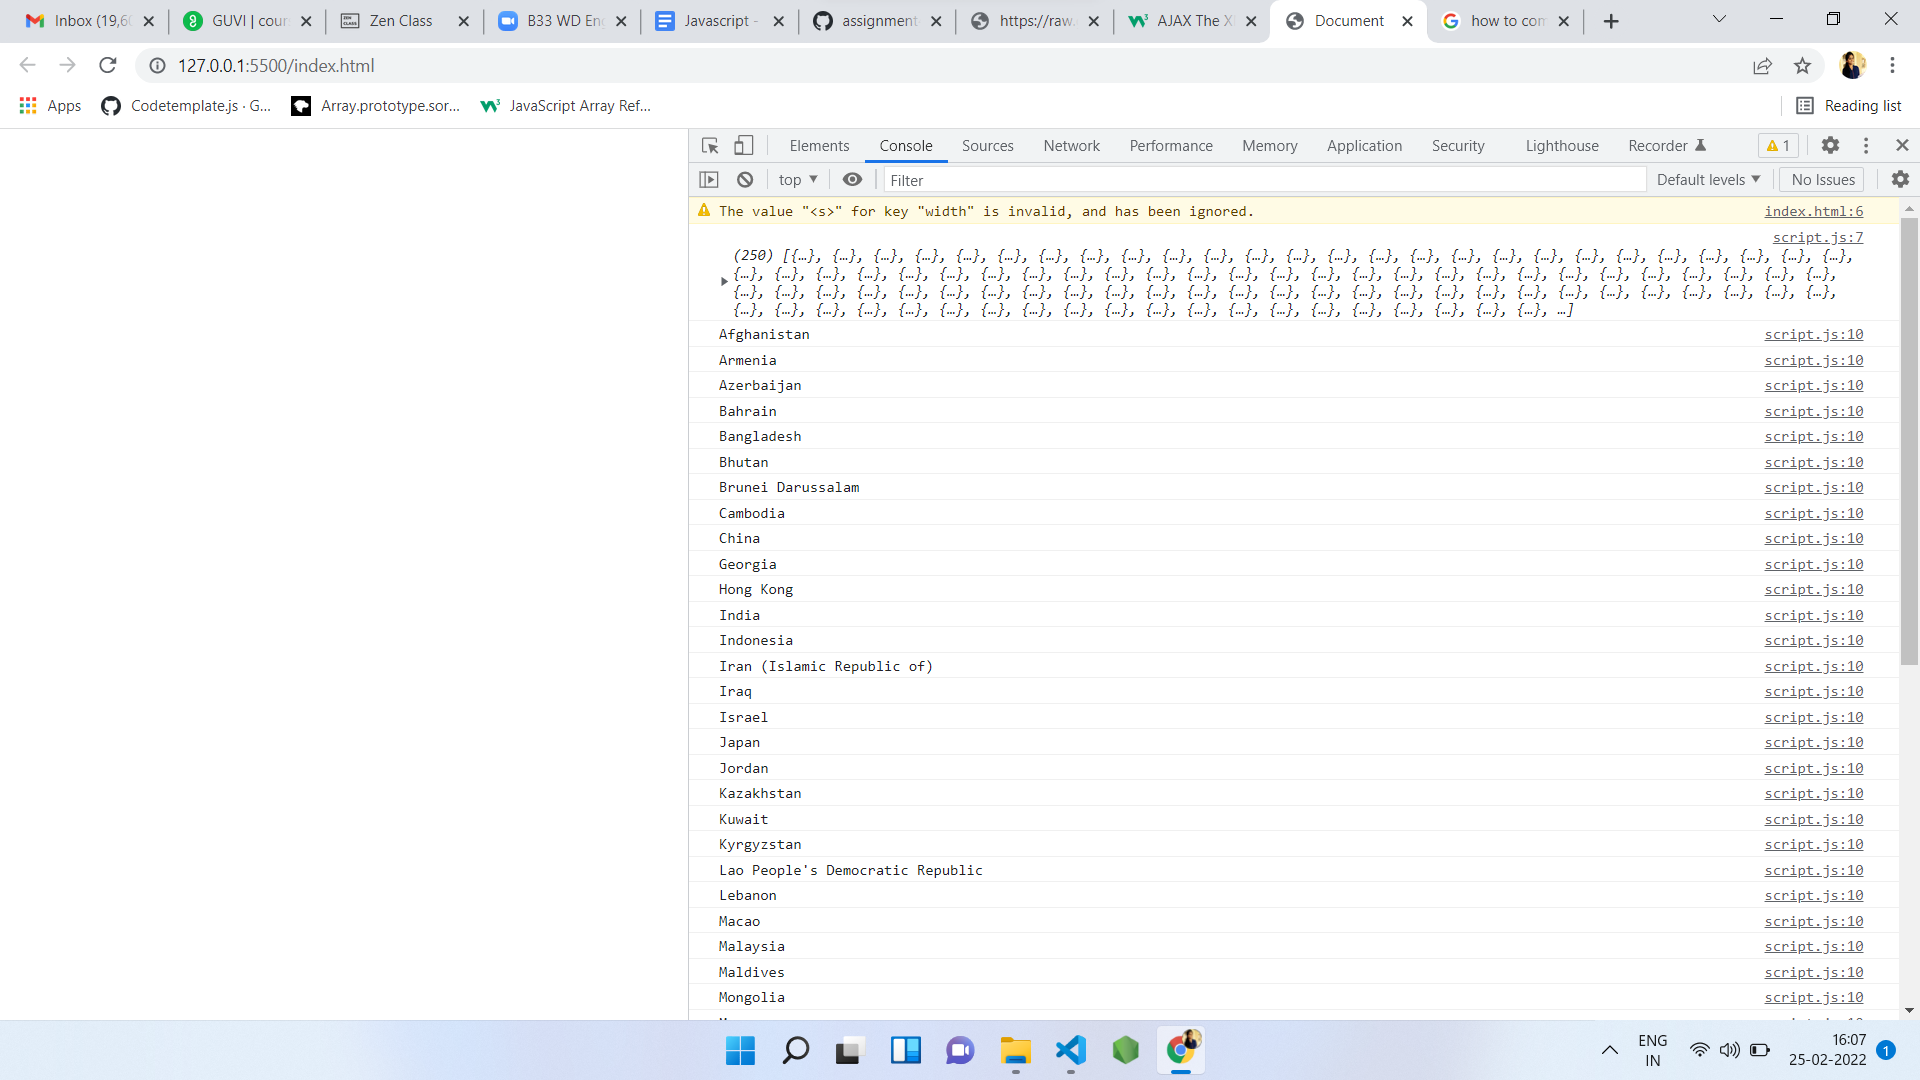 Inbox (19,60
GUVI | cour
Zen Class
B33 WD En
Javascript -
assignment
https://raw.
AJAX The X
Document
how to com
127.0.0.1:5500/index.html
Apps
Codetemplate.js · G...
Array.prototype.sor...
JavaScript Array Ref...
Reading list
Elements
Console
Sources
Network
Performance
Memory
Application
Security
Lighthouse
Recorder
1
top
Filter
Default levels
No Issues
The value "<s>" for key "width" is invalid, and has been ignored. index.html:6
script.js:7
(250) [{…}, {…}, {…}, {…}, {…}, {…}, {…}, {…}, {…}, {…}, {…}, {…}, {…}, {…}, {…}, {…}, {…}, {…}, {…}, {…}, {…}, {…}, {…}, {…}, {…}, {…},
{…}, {…}, {…}, {…}, {…}, {…}, {…}, {…}, {…}, {…}, {…}, {…}, {…}, {…}, {…}, {…}, {…}, {…}, {…}, {…}, {…}, {…}, {…}, {…}, {…}, {…}, {…},
{…}, {…}, {…}, {…}, {…}, {…}, {…}, {…}, {…}, {…}, {…}, {…}, {…}, {…}, {…}, {…}, {…}, {…}, {…}, {…}, {…}, {…}, {…}, {…}, {…}, {…}, {…},
{…}, {…}, {…}, {…}, {…}, {…}, {…}, {…}, {…}, {…}, {…}, {…}, {…}, {…}, {…}, {…}, {…}, {…}, {…}, {…}, …]
Afghanistan script.js:10
Armenia script.js:10
Azerbaijan script.js:10
Bahrain script.js:10
Bangladesh script.js:10
Bhutan script.js:10
Brunei Darussalam script.js:10
Cambodia script.js:10
China script.js:10
Georgia script.js:10
Hong Kong script.js:10
India script.js:10
Indonesia script.js:10
Iran (Islamic Republic of) script.js:10
Iraq script.js:10
Israel script.js:10
Japan script.js:10
Jordan script.js:10
Kazakhstan script.js:10
Kuwait script.js:10
Kyrgyzstan script.js:10
Lao People's Democratic Republic script.js:10
Lebanon script.js:10
Macao script.js:10
Malaysia script.js:10
Maldives script.js:10
Mongolia script.js:10
ENG
IN
16:07
25-02-2022
1